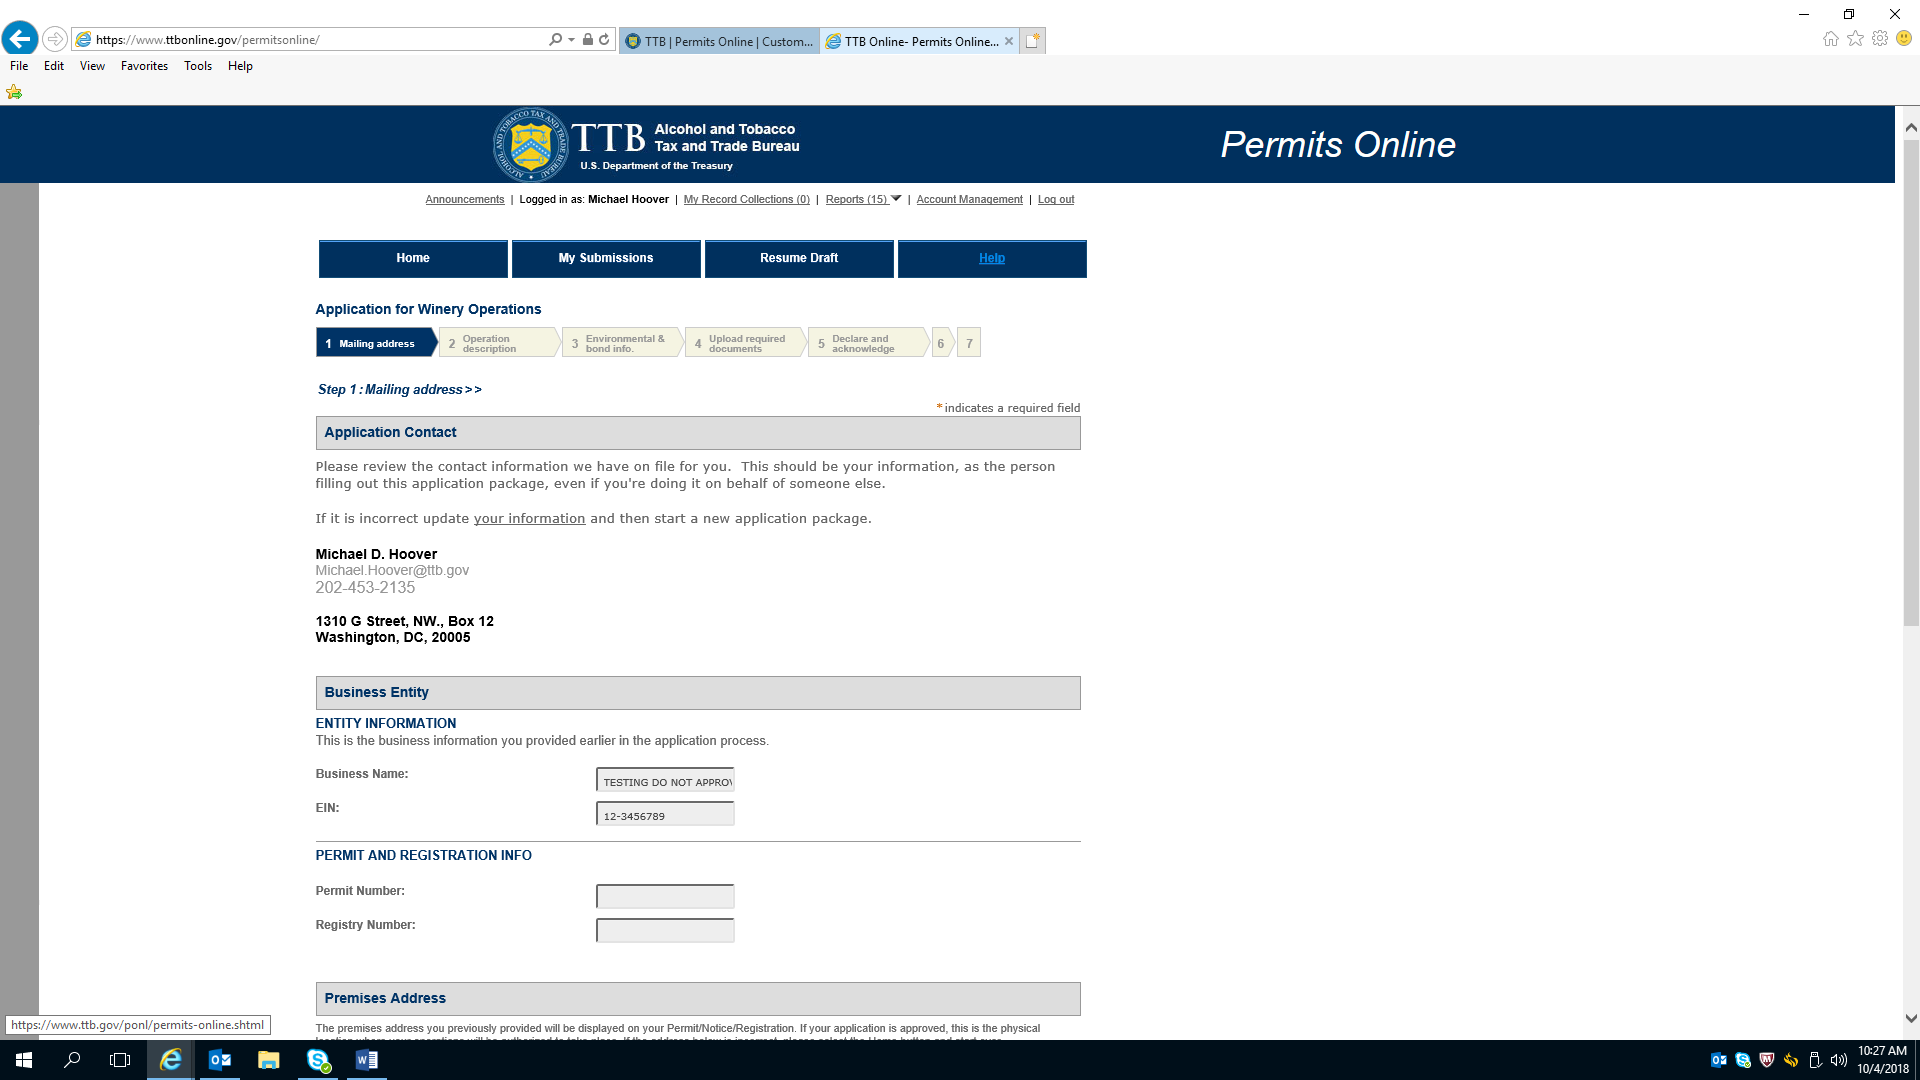 https://www.ttbonline.gov/permitsonline/
TTB | Permits Online | Custom...
TTB Online- Permits Online...
File Edit View Favorites Tools Help
TTB Alcohol and Tobacco
Tax and Trade Bureau
U.S. Department of the Treasury
Permits Online
Announcements | Logged in as: Michael Hoover | My Record Collections (0) | Reports (15) | Account Management | Log out
Home My Submissions Resume Draft Help
Application for Winery Operations
1 Mailing address
2 Operation description
3 Environmental & bond info.
4 Upload required documents
5 Declare and acknowledge
6
7
Step 1 : Mailing address>>
* indicates a required field
Application Contact
Please review the contact information we have on file for you. This should be your information, as the person
filling out this application package, even if you're doing it on behalf of someone else.
If it is incorrect update your information and then start a new application package.
Michael D. Hoover
Michael.Hoover@ttb.gov
202-453-2135
1310 G Street, NW., Box 12
Washington, DC, 20005
Business Entity
ENTITY INFORMATION
This is the business information you provided earlier in the application process.
Business Name: TESTING DO NOT APPROV
EIN: 12-3456789
PERMIT AND REGISTRATION INFO
Permit Number:
Registry Number:
Premises Address
The premises address you previously provided will be displayed on your Permit/Notice/Registration. If your application is approved, this is the physical
https://www.ttb.gov/ponl/permits-online.shtml
10:27 AM
10/4/2018